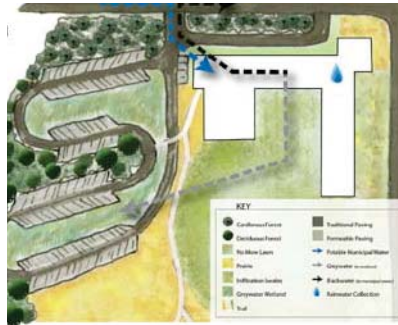 KEY
Coniferous Forest
Deciduous Forest
No Mow Lawn
Prairie
Infiltration Swales
Greywater Wetland
Trail
Traditional Paving
Permeable Paving
Potable Municipal Water
Greywater
Blackwater
Rainwater Collection